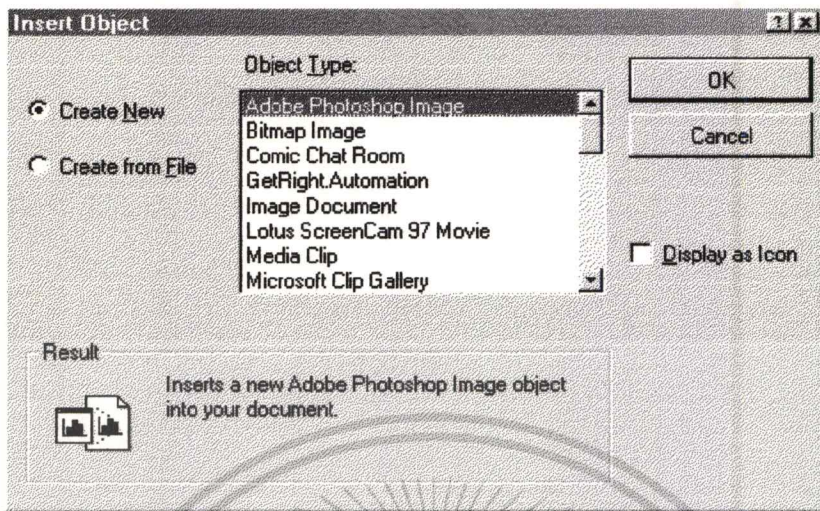 Insert Object
Object Type:
Create New
Create from File
Adobe Photoshop Image
Bitmap Image
Comic Chat Room
GetRight.Automation
Image Document
Lotus ScreenCam 97 Movie
Media Clip
Microsoft Clip Gallery
OK
Cancel
Display as Icon
Result
Inserts a new Adobe Photoshop Image object
into your document.